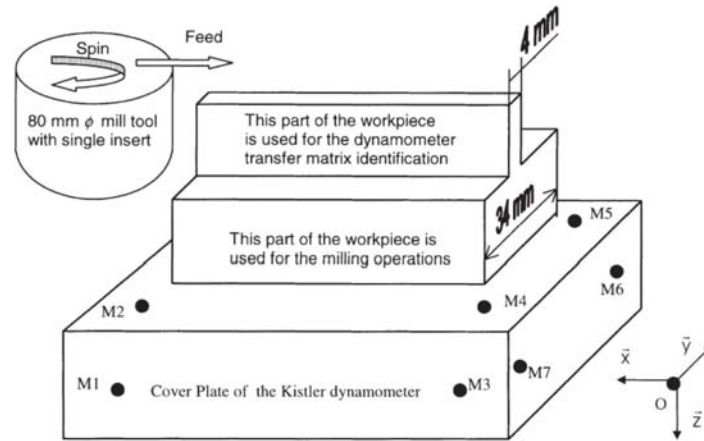 Spin
Feed
80 mm ϕ mill tool
with single insert
4 mm
This part of the workpiece
is used for the dynamometer
transfer matrix identification
34 mm
This part of the workpiece is
used for the milling operations
M5
M6
M2
M4
M7
M1
Cover Plate of the Kistler dynamometer
M3
x⃗
y⃗
O
z⃗